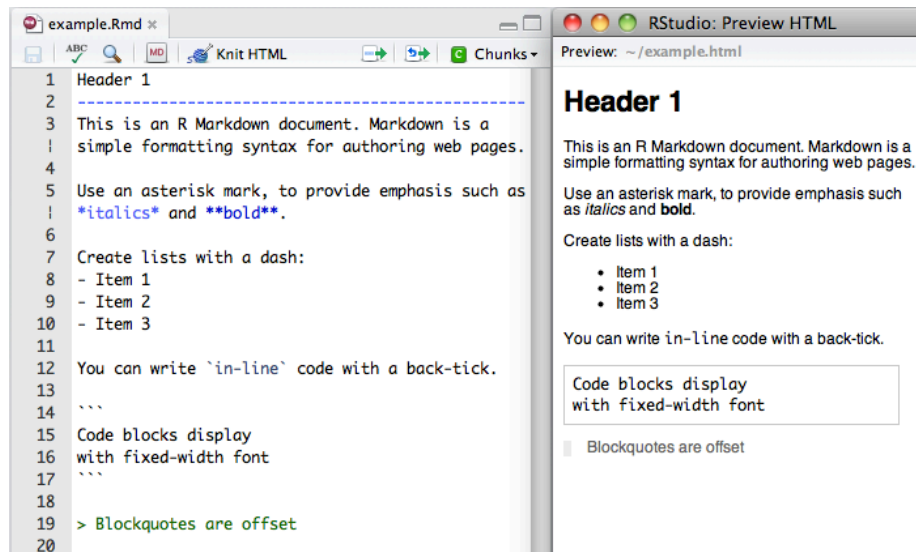 example.Rmd ×
ABC MD Knit HTML C Chunks
1 Header 1
2 --------------------------------------------------
3 This is an R Markdown document. Markdown is a
simple formatting syntax for authoring web pages.
4
5 Use an asterisk mark, to provide emphasis such as
*italics* and **bold**.
6
7 Create lists with a dash:
8 - Item 1
9 - Item 2
10 - Item 3
11
12 You can write `in-line` code with a back-tick.
13
14 ```
15 Code blocks display
16 with fixed-width font
17 ```
18
19 > Blockquotes are offset
20
RStudio: Preview HTML
Preview: ~/example.html
Header 1
This is an R Markdown document. Markdown is a
simple formatting syntax for authoring web pages.
Use an asterisk mark, to provide emphasis such
as italics and bold.
Create lists with a dash:
• Item 1
• Item 2
• Item 3
You can write in-line code with a back-tick.
Code blocks display
with fixed-width font
Blockquotes are offset